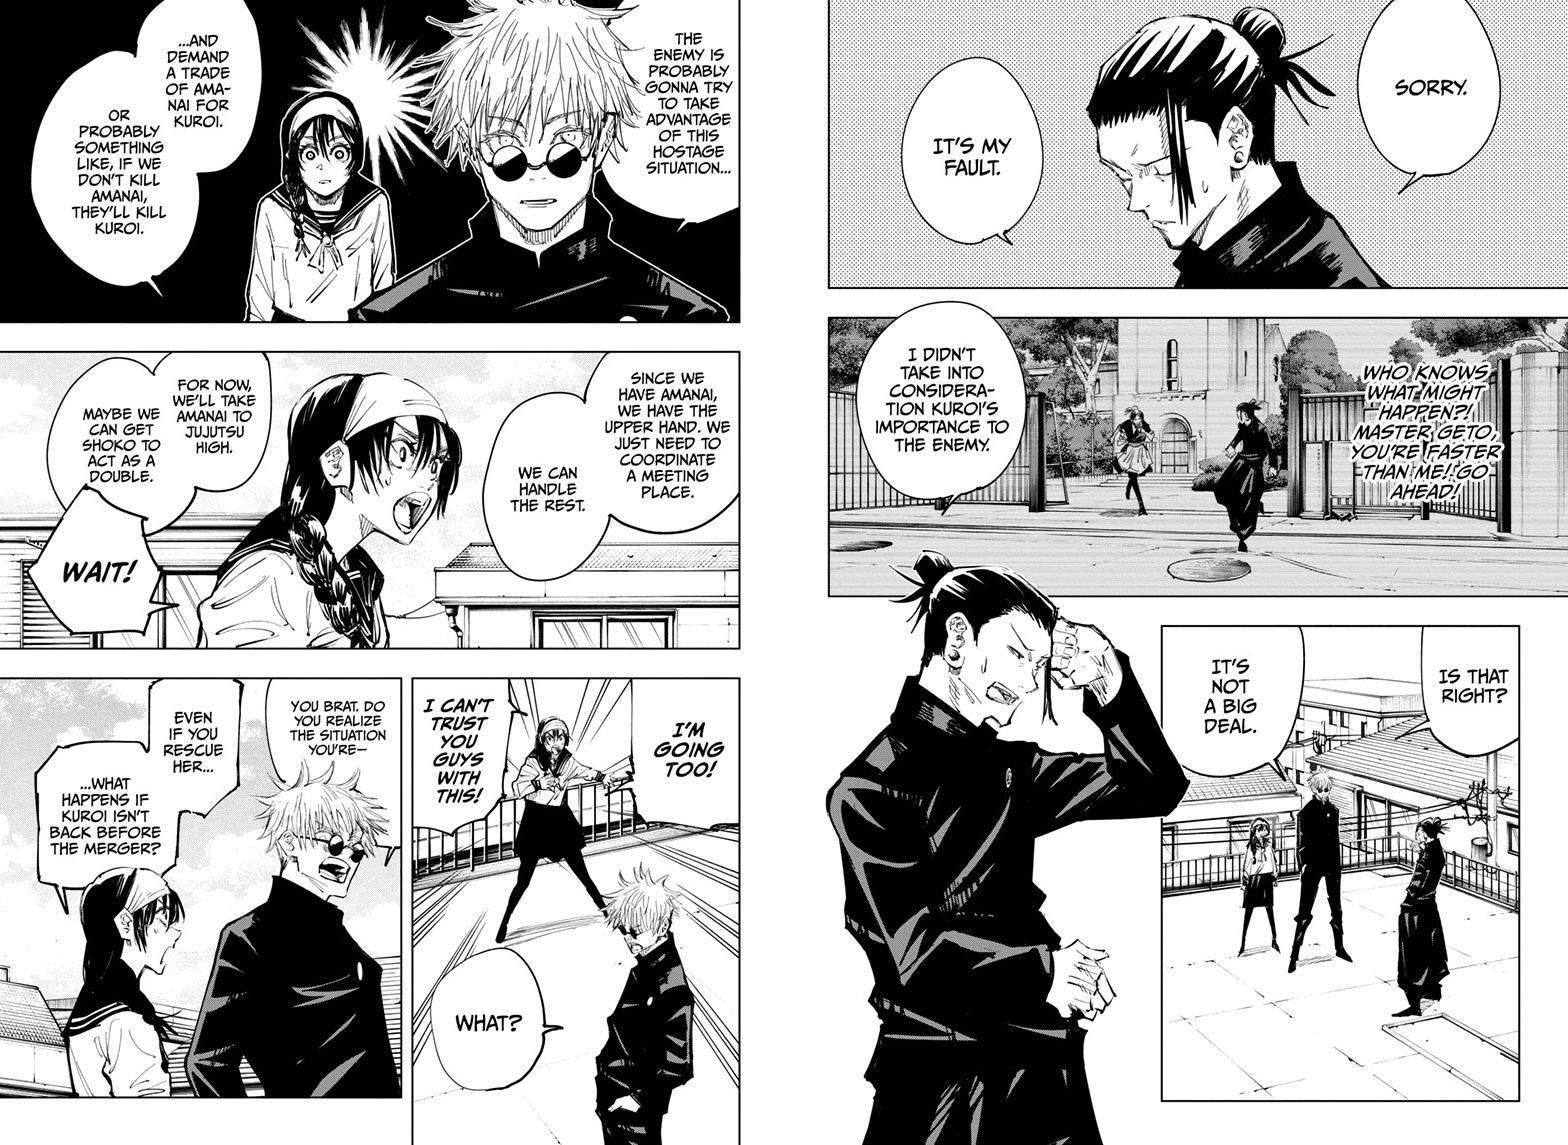 SORRY.
IT'S MY
FAULT.
WHO KNOWS
WHAT MIGHT
HAPPEN?!
MASTER GETO,
YOU'RE FASTER
THAN ME! GO
AHEAD!
I DIDN'T
TAKE INTO
CONSIDERA-
TION KUROI'S
IMPORTANCE TO
THE ENEMY.
IS THAT
RIGHT?
IT'S
NOT
A BIG
DEAL.
THE
ENEMY IS
PROBABLY
GONNA TRY
TO TAKE
ADVANTAGE
OF THIS
HOSTAGE
SITUATION...
...AND
DEMAND
A TRADE
OF AMA-
NAI FOR
KUROI.
OR
PROBABLY
SOMETHING
LIKE, IF WE
DON'T KILL
AMANAI,
THEY'LL KILL
KUROI.
SINCE WE
HAVE AMANAI,
WE HAVE THE
UPPER HAND. WE
JUST NEED TO
COORDINATE
A MEETING
PLACE.
WE CAN
HANDLE
THE REST.
FOR NOW,
WE'LL TAKE
AMANAI TO
JUJUTSU
HIGH.
MAYBE WE
CAN GET
SHOKO TO
ACT AS A
DOUBLE.
WAIT!
I'M
GOING
TOO!
I CAN'T
TRUST
YOU
GUYS
WITH
THIS!
WHAT?
YOU BRAT. DO
YOU REALIZE
THE SITUATION
YOU'RE—
EVEN
IF YOU
RESCUE
HER...
...WHAT
HAPPENS IF
KUROI ISN'T
BACK BEFORE
THE MERGER?